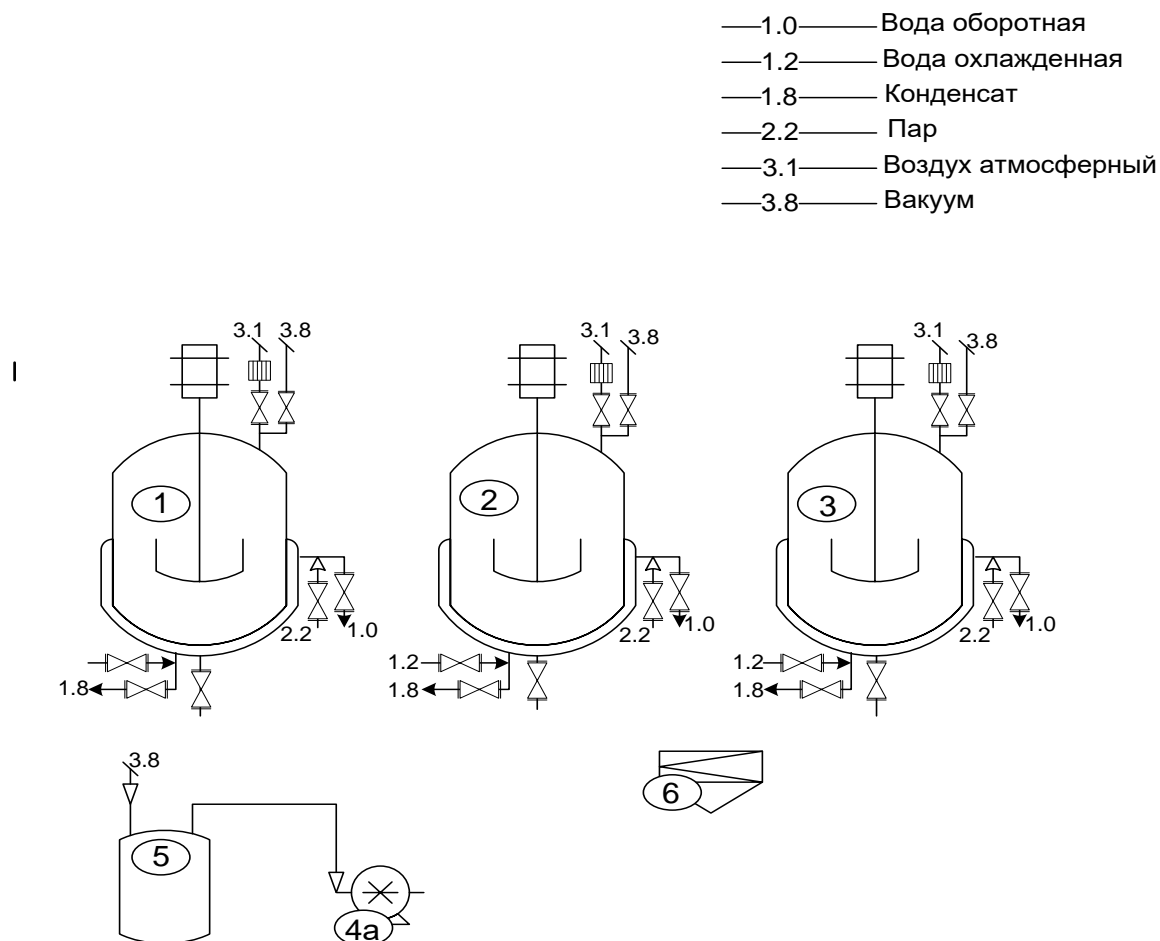 1.0 Вода оборотная
1.2 Вода охлажденная
1.8 Конденсат
2.2 Пар
3.1 Воздух атмосферный
3.8 Вакуум
3.1 3.8 3.1 3.8 3.1 3.8
1 2 3
2.2 1.0 2.2 1.0 2.2 1.0
1.2 1.2
1.8 1.8 1.8
3.8
6
5
4а